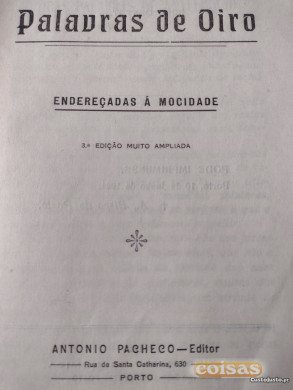 Palavras de Oiro
ENDEREÇADAS À MOCIDADE
3.ª EDIÇÃO MUITO AMPLIADA
ANTONIO PACHECO—Editor
Rua de Santa Catharina, 630
PORTO
coisas